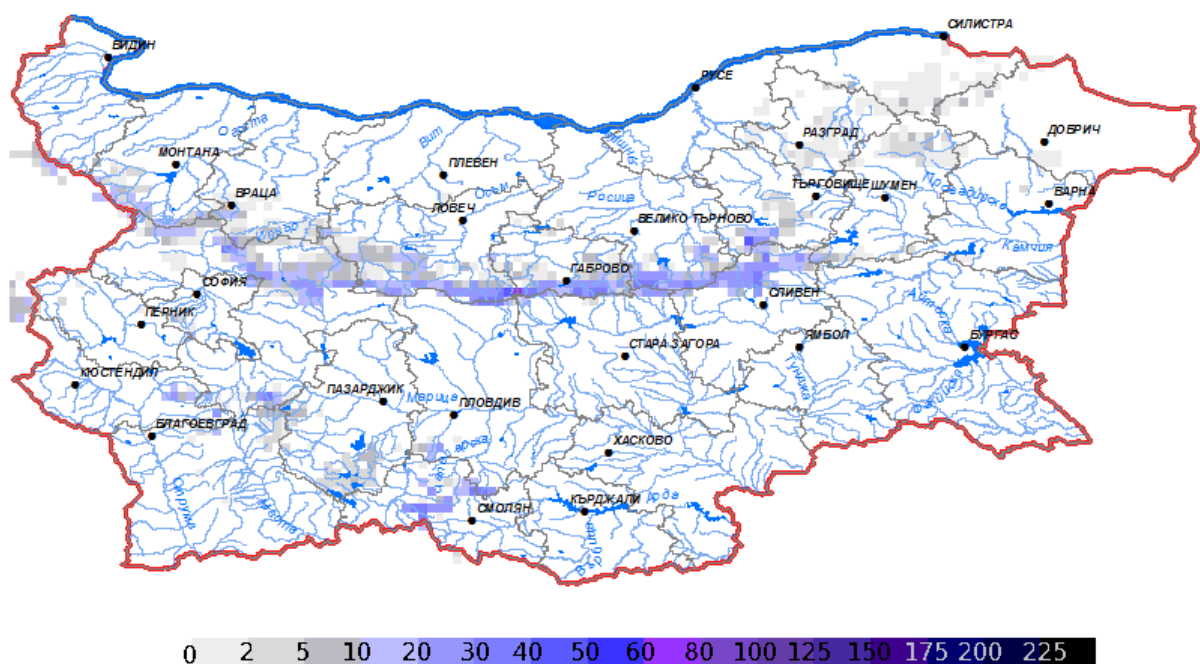 СИЛИСТРА
ВИДИН
РУСЕ
Огоста
Вит
РАЗГРАД
ДОБРИЧ
МОНТАНА
ПЛЕВЕН
ВРАЦА
Осъм
Росица
ТЪРГОВИЩЕ
ШУМЕН
Провадийска
ВАРНА
ЛОВЕЧ
ВЕЛИКО ТЪРНОВО
Искър
Камчия
СОФИЯ
ГАБРОВО
СЛИВЕН
ПЕРНИК
БУРГАС
СТАРА ЗАГОРА
ЯМБОЛ
Тунджа
КЮСТЕНДИЛ
ПАЗАРДЖИК
Марица
ПЛОВДИВ
БЛАГОЕВГРАД
ХАСКОВО
Струма
Места
СМОЛЯН
КЪРДЖАЛИ
0 2 5 10 20 30 40 50 60 80 100 125 150 175 200 225